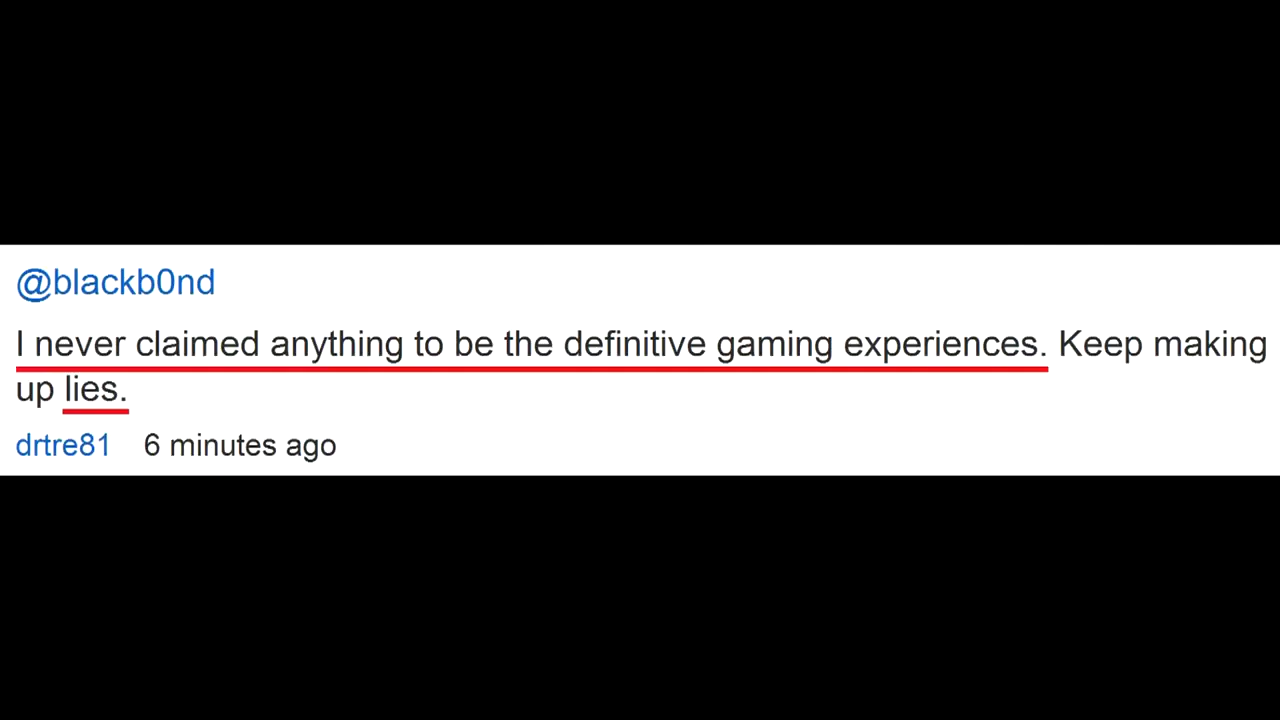 @blackb0nd
I never claimed anything to be the definitive gaming experiences. Keep making
up lies.
drtre81 6 minutes ago